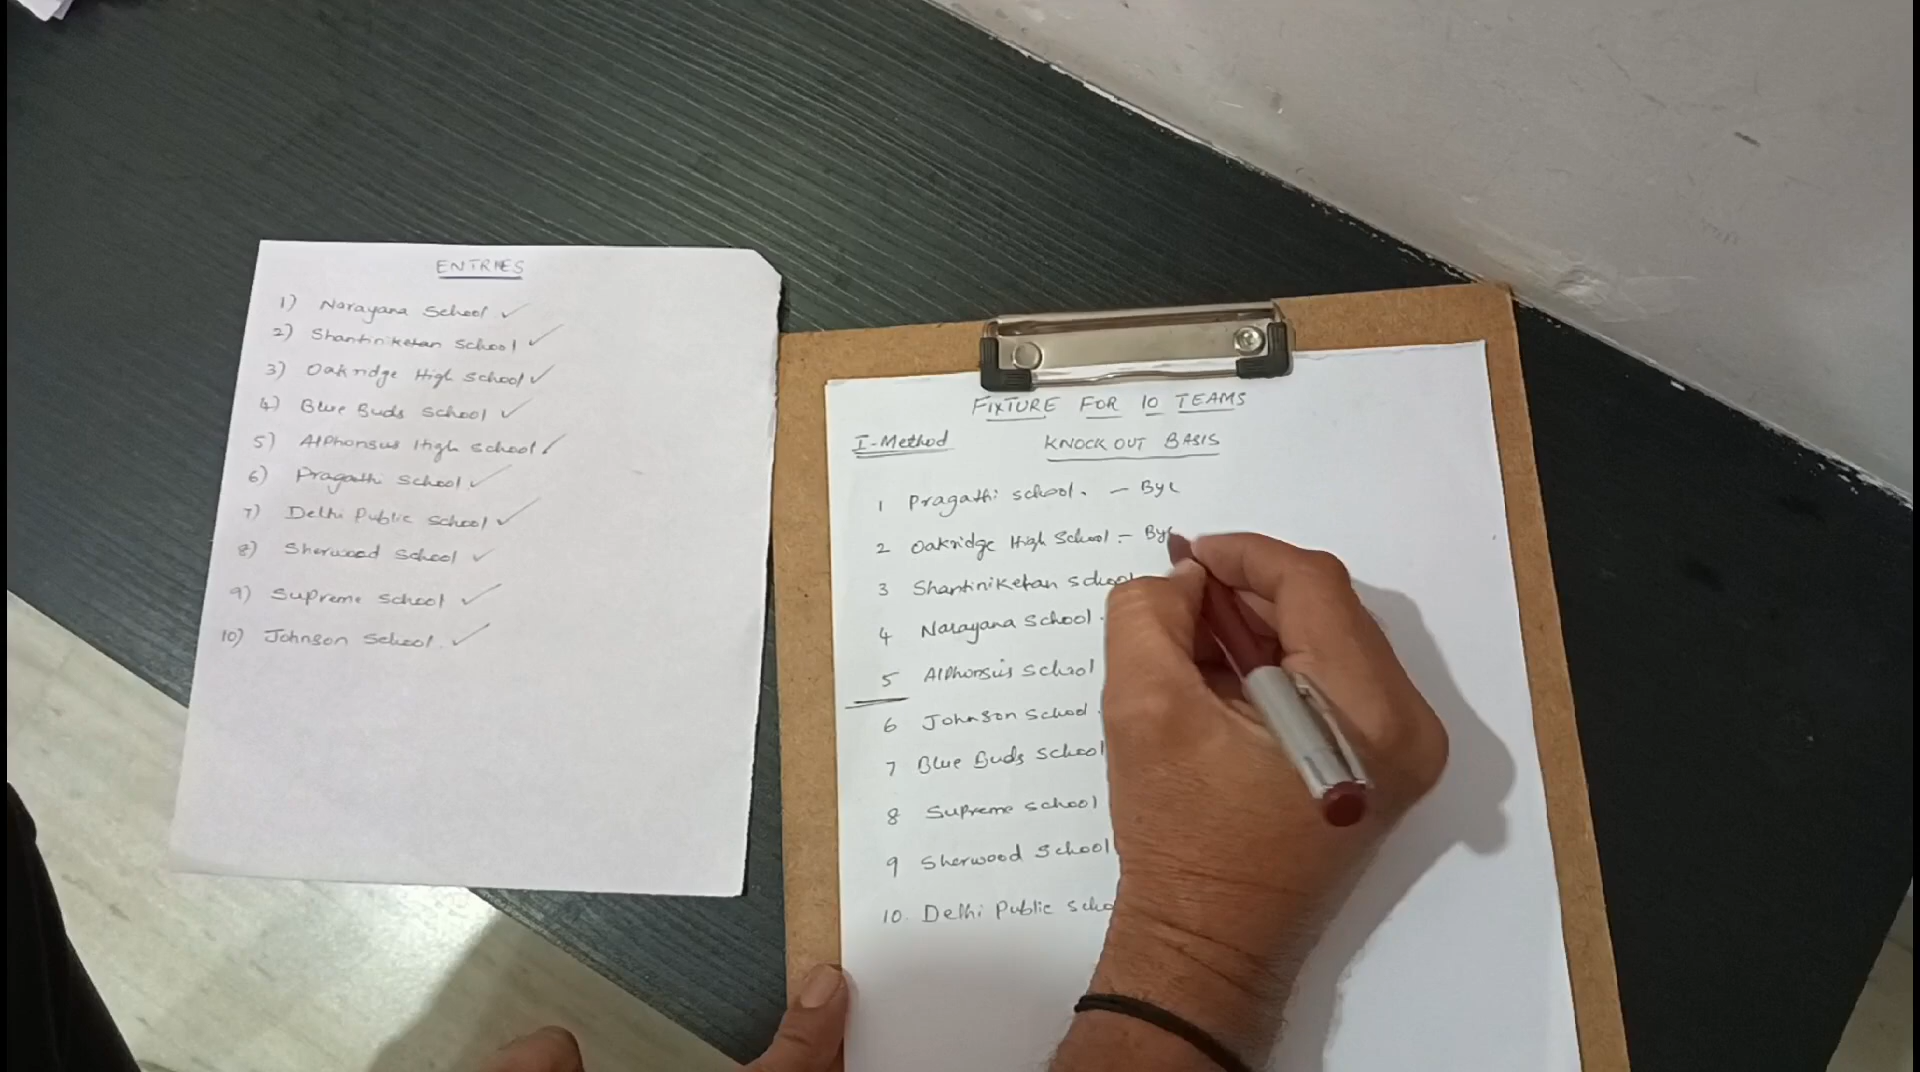 ENTRIES
1) Narayana School ✓
2) Shantiniketan School ✓
3) Oakridge High School ✓
4) Blue Buds School ✓
5) Alphonsus High School ✓
6) Pragathi School ✓
7) Delhi Public School ✓
8) Sherwood School ✓
9) Supreme School ✓
10) Johnson School. ✓
FIXTURE FOR 10 TEAMS
I-Method KNOCK OUT BASIS
1 Pragathi School. – Bye
2 Oakridge High School – Bye
3 Shantiniketan School
4 Narayana School.
5 Alphonsus School
6 Johnson School.
7 Blue Buds School
8 Supreme School
9 Sherwood School
10. Delhi Public Scho